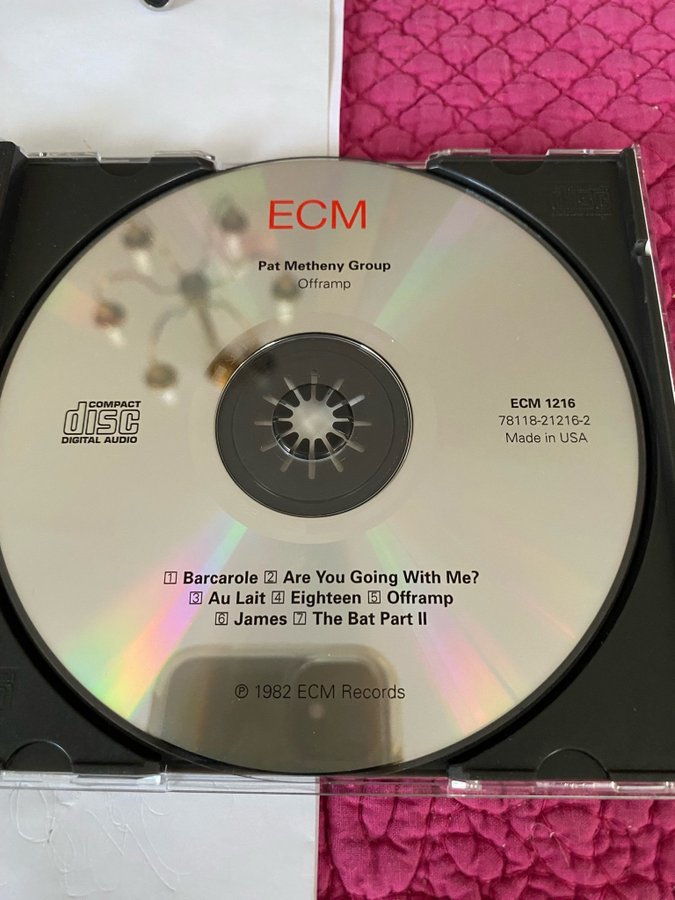 ECM
Pat Metheny Group
Offramp
COMPACT
disc
DIGITAL AUDIO
ECM 1216
78118-21216-2
Made in USA
1 Barcarole 2 Are You Going With Me?
3 Au Lait 4 Eighteen 5 Offramp
6 James 7 The Bat Part II
℗ 1982 ECM Records